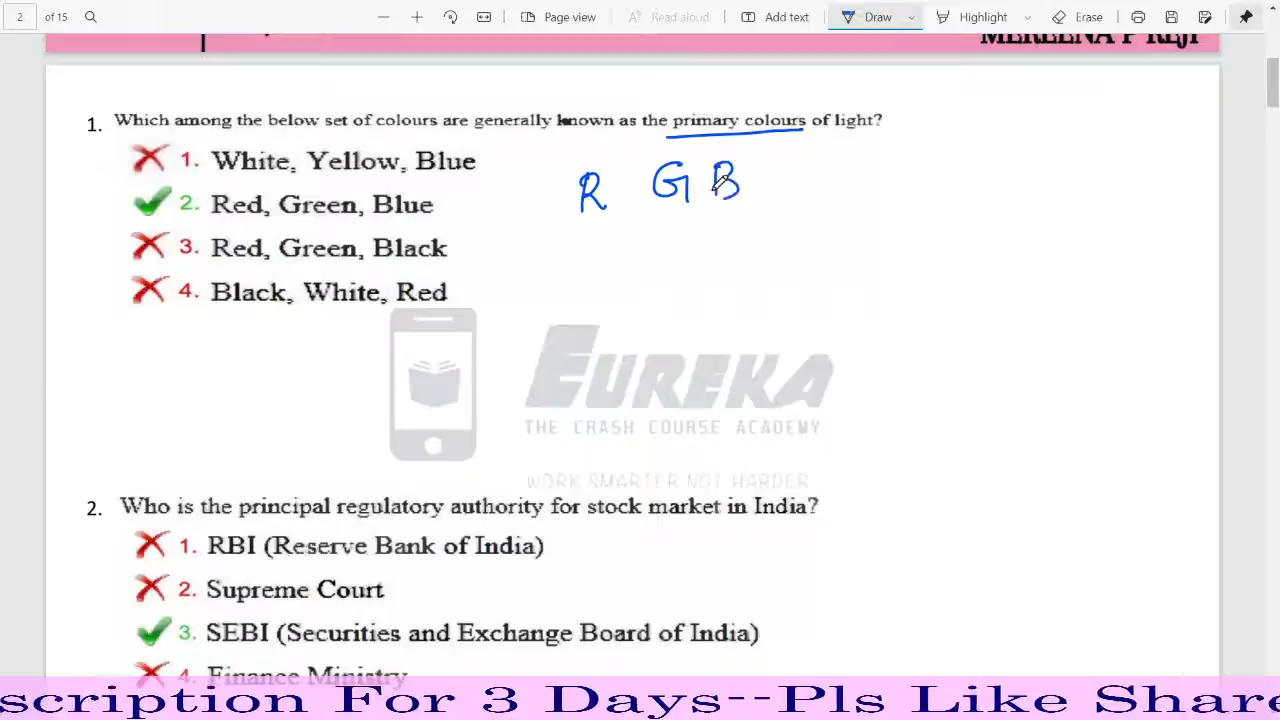 2 of 15 Page view Read aloud Add text Draw Highlight Erase
MEREENA P REJI
1. Which among the below set of colours are generally known as the primary colours of light?
1. White, Yellow, Blue
2. Red, Green, Blue
3. Red, Green, Black
4. Black, White, Red
R G B
EUREKA
THE CRASH COURSE ACADEMY
WORK SMARTER NOT HARDER
2. Who is the principal regulatory authority for stock market in India?
1. RBI (Reserve Bank of India)
2. Supreme Court
3. SEBI (Securities and Exchange Board of India)
4. Finance Ministry
scription For 3 Days--Pls Like Share